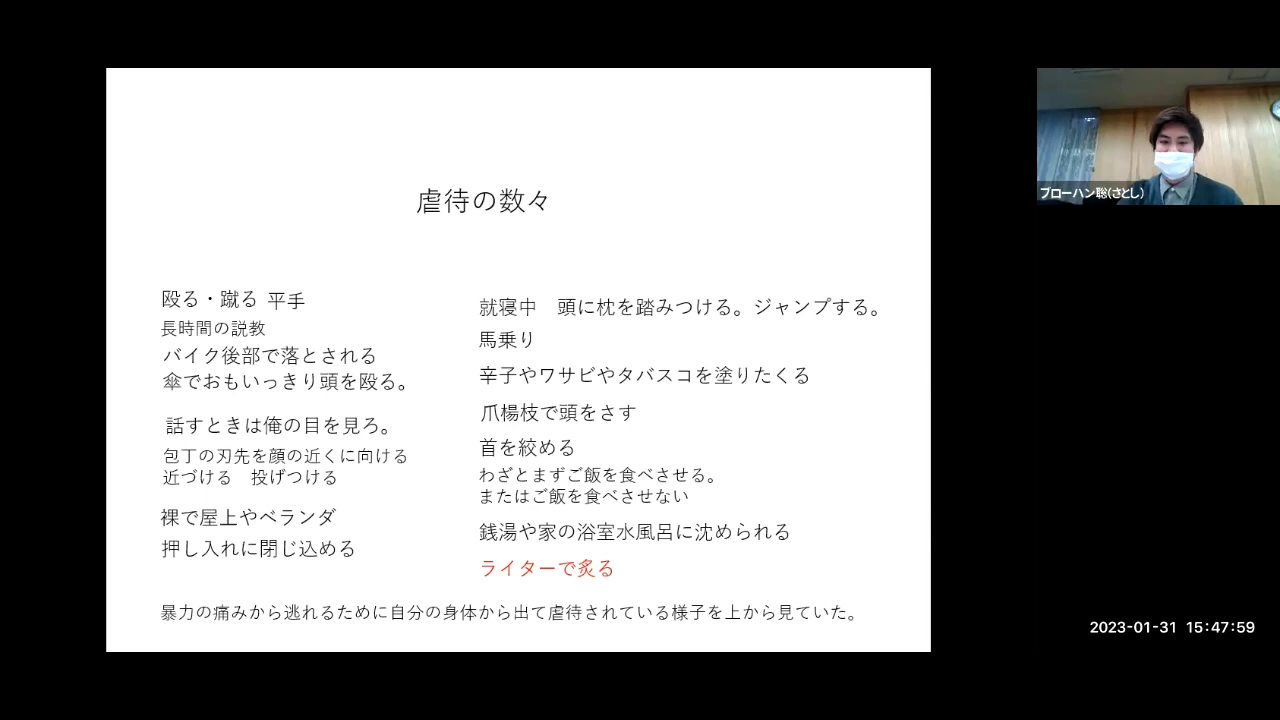 虐待の数々
殴る・蹴る 平手
長時間の説教
バイク後部で落とされる
傘でおもいっきり頭を殴る。
話すときは俺の目を見ろ。
包丁の刃先を顔の近くに向ける
近づける　投げつける
裸で屋上やベランダ
押し入れに閉じ込める
就寝中　頭に枕を踏みつける。ジャンプする。
馬乗り
辛子やワサビやタバスコを塗りたくる
爪楊枝で頭をさす
首を絞める
わざとまずご飯を食べさせる。
またはご飯を食べさせない
銭湯や家の浴室水風呂に沈められる
ライターで炙る
暴力の痛みから逃れるために自分の身体から出て虐待されている様子を上から見ていた。
ブローハン聡(さとし)
2023-01-31 15:47:59